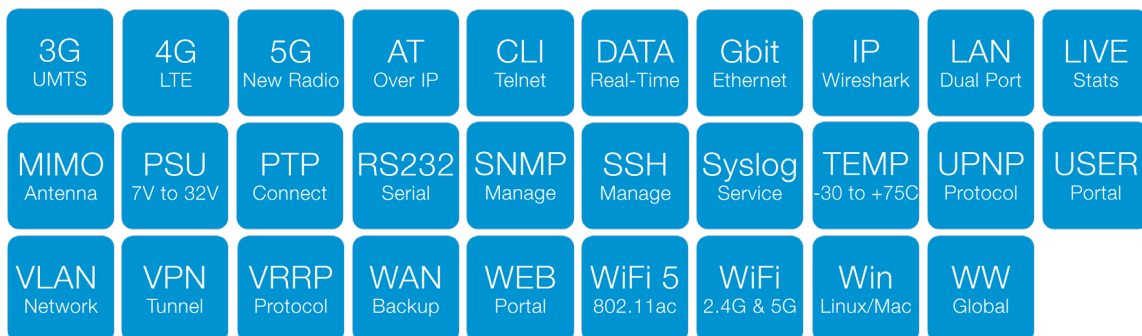 3G
UMTS
4G
LTE
5G
New Radio
AT
Over IP
CLI
Telnet
DATA
Real-Time
Gbit
Ethernet
IP
Wireshark
LAN
Dual Port
LIVE
Stats
MIMO
Antenna
PSU
7V to 32V
PTP
Connect
RS232
Serial
SNMP
Manage
SSH
Manage
Syslog
Service
TEMP
-30 to +75C
UPNP
Protocol
USER
Portal
VLAN
Network
VPN
Tunnel
VRRP
Protocol
WAN
Backup
WEB
Portal
WiFi 5
802.11ac
WiFi
2.4G & 5G
Win
Linux/Mac
WW
Global